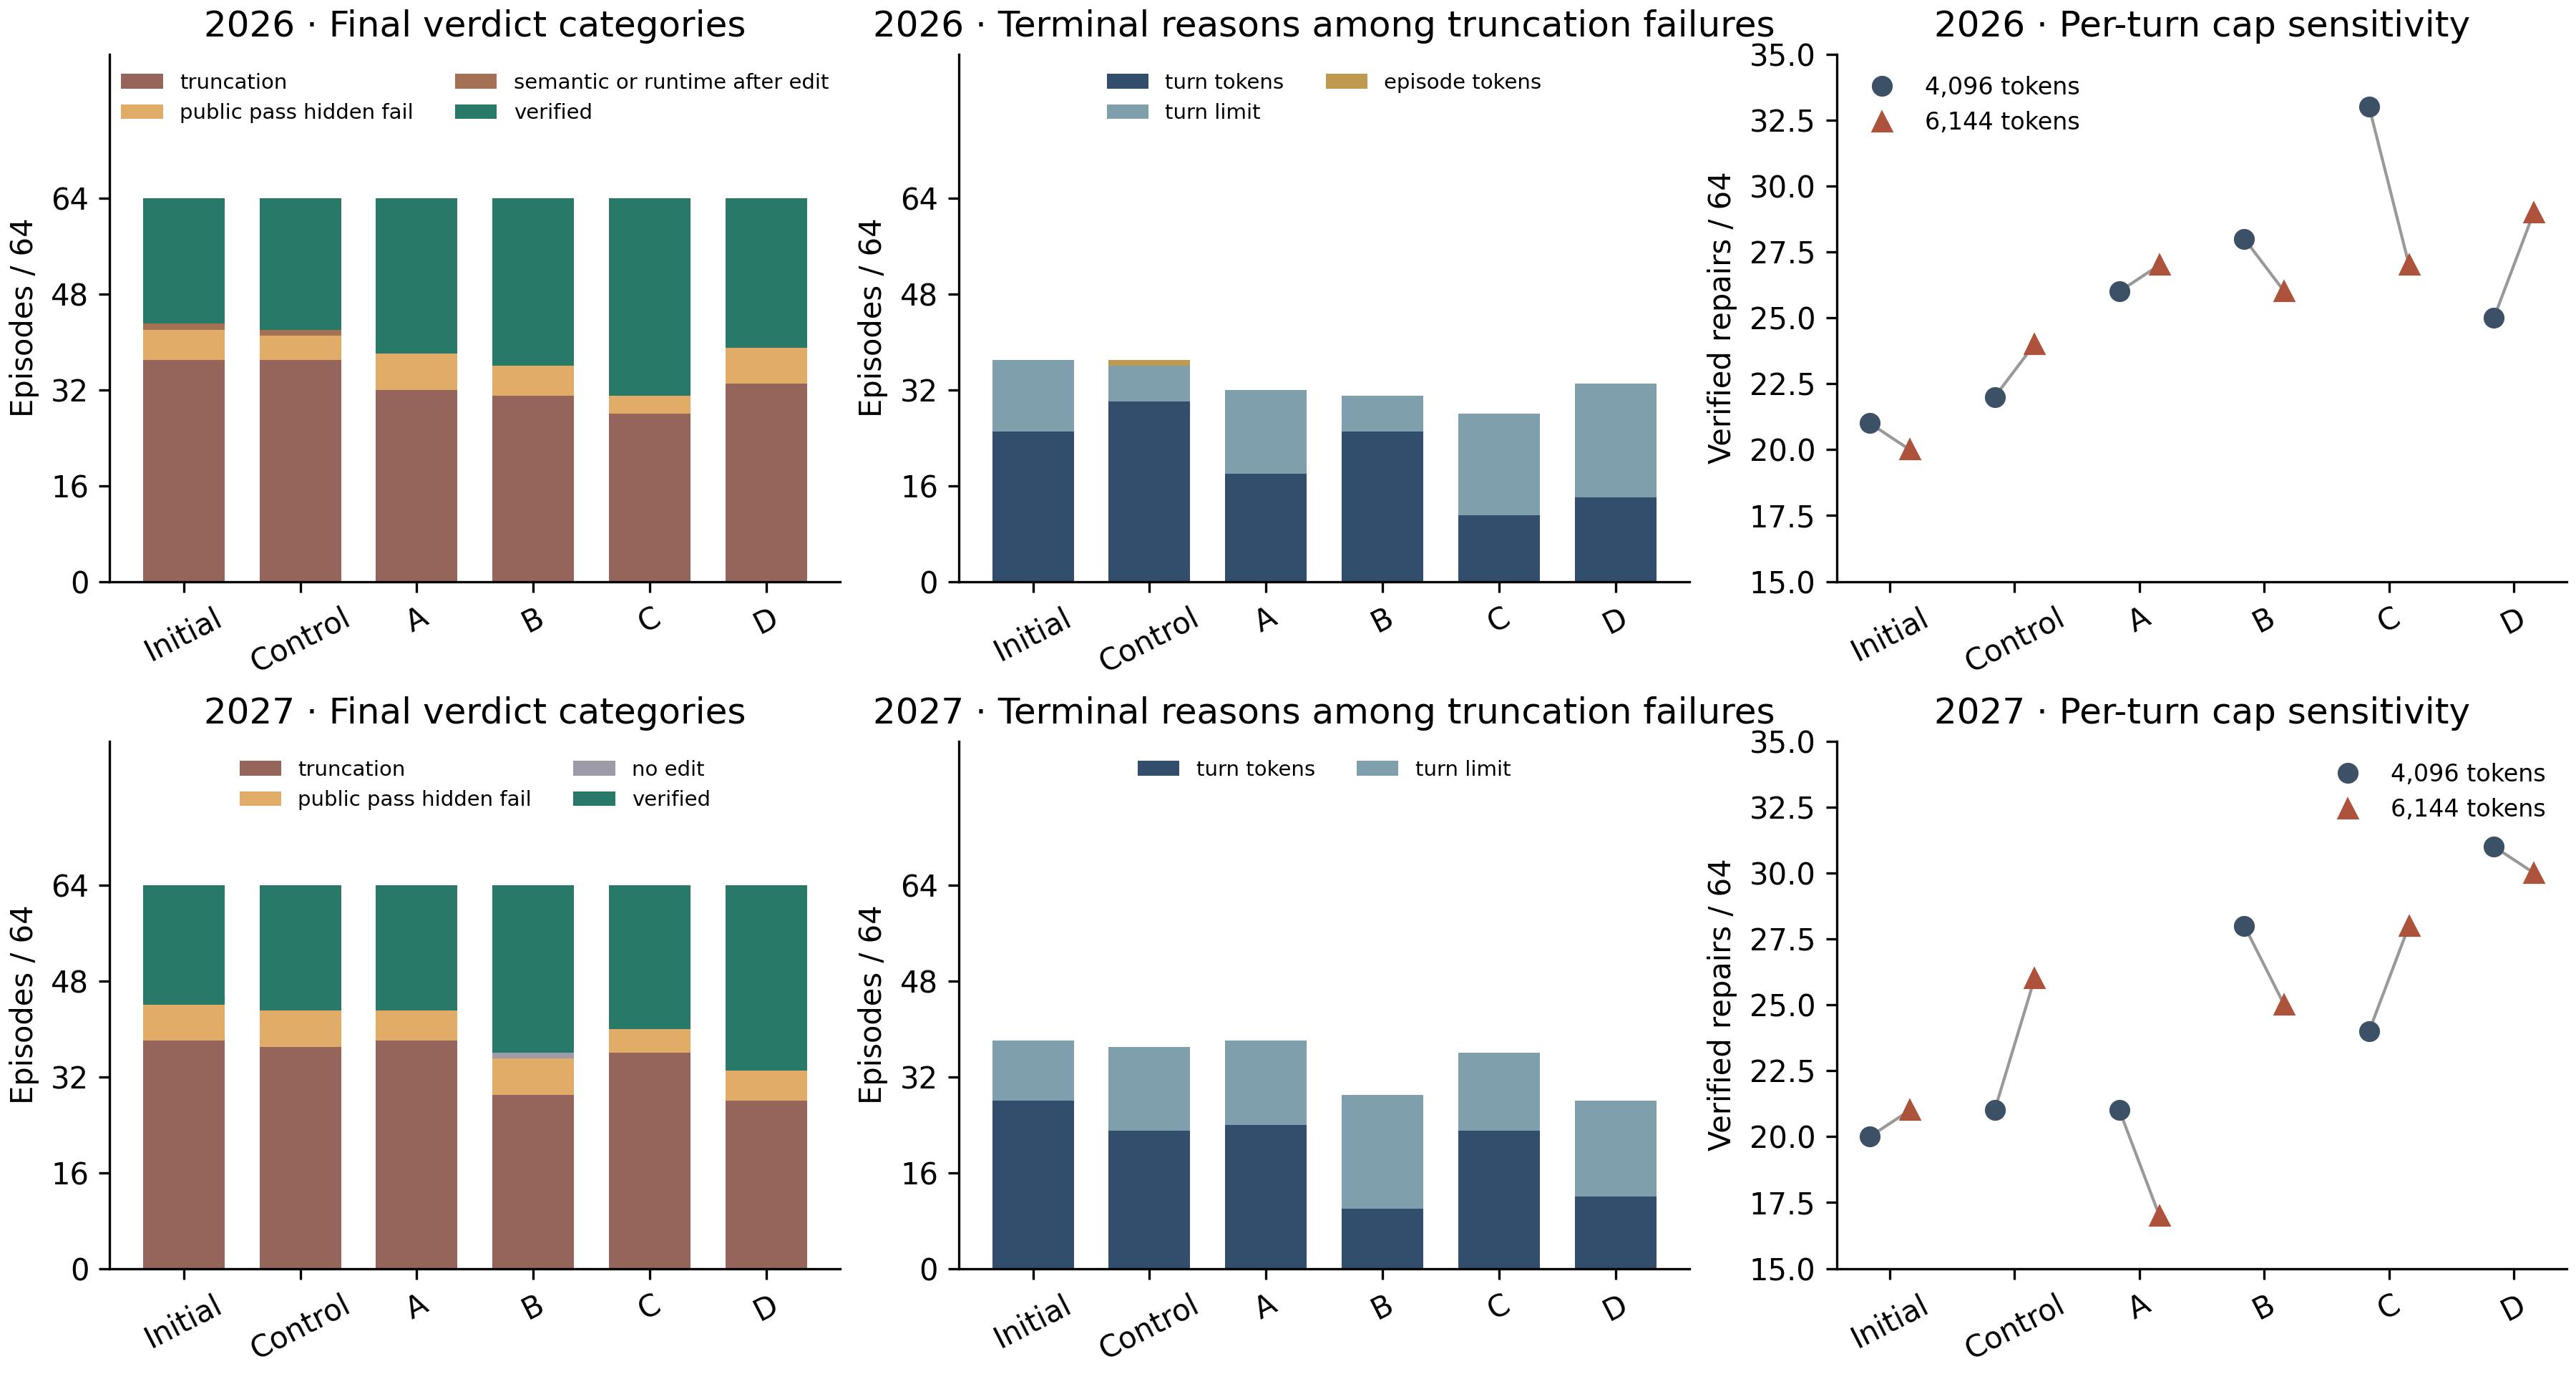 2026 · Final verdict categories
truncation
public pass hidden fail
semantic or runtime after edit
verified
Episodes / 64
64
48
32
16
0
Initial
Control
A
B
C
D
2026 · Terminal reasons among truncation failures
turn tokens
turn limit
episode tokens
Episodes / 64
64
48
32
16
0
Initial
Control
A
B
C
D
2026 · Per-turn cap sensitivity
4,096 tokens
6,144 tokens
Verified repairs / 64
35.0
32.5
30.0
27.5
25.0
22.5
20.0
17.5
15.0
Initial
Control
A
B
C
D
2027 · Final verdict categories
truncation
public pass hidden fail
no edit
verified
Episodes / 64
64
48
32
16
0
Initial
Control
A
B
C
D
2027 · Terminal reasons among truncation failures
turn tokens
turn limit
Episodes / 64
64
48
32
16
0
Initial
Control
A
B
C
D
2027 · Per-turn cap sensitivity
4,096 tokens
6,144 tokens
Verified repairs / 64
35.0
32.5
30.0
27.5
25.0
22.5
20.0
17.5
15.0
Initial
Control
A
B
C
D